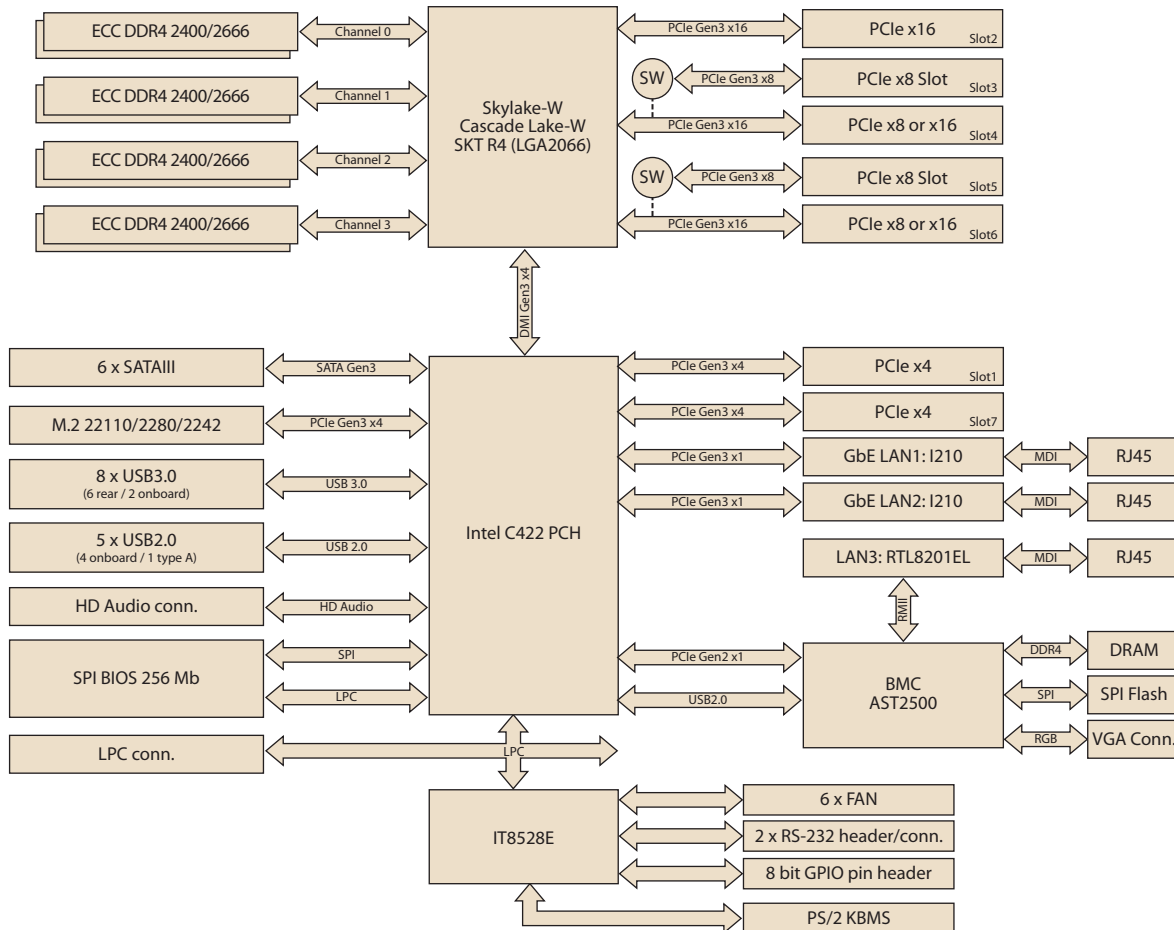 ECC DDR4 2400/2666
Channel 0
ECC DDR4 2400/2666
Channel 1
ECC DDR4 2400/2666
Channel 2
ECC DDR4 2400/2666
Channel 3
Skylake-W
Cascade Lake-W
SKT R4 (LGA2066)
PCIe Gen3 x16
PCIe x16
Slot2
SW
PCIe Gen3 x8
PCIe x8 Slot
Slot3
PCIe Gen3 x16
PCIe x8 or x16
Slot4
SW
PCIe Gen3 x8
PCIe x8 Slot
Slot5
PCIe Gen3 x16
PCIe x8 or x16
Slot6
DMI Gen3 x4
6 x SATAIII
SATA Gen3
M.2 22110/2280/2242
PCIe Gen3 x4
8 x USB3.0
(6 rear / 2 onboard)
USB 3.0
5 x USB2.0
(4 onboard / 1 type A)
USB 2.0
HD Audio conn.
HD Audio
SPI BIOS 256 Mb
SPI
LPC
LPC conn.
LPC
Intel C422 PCH
PCIe Gen3 x4
PCIe x4
Slot1
PCIe Gen3 x4
PCIe x4
Slot7
PCIe Gen3 x1
GbE LAN1: I210
MDI
RJ45
PCIe Gen3 x1
GbE LAN2: I210
MDI
RJ45
LAN3: RTL8201EL
MDI
RJ45
RMII
PCIe Gen2 x1
USB2.0
BMC
AST2500
DDR4
DRAM
SPI
SPI Flash
RGB
VGA Conn.
IT8528E
6 x FAN
2 x RS-232 header/conn.
8 bit GPIO pin header
PS/2 KBMS